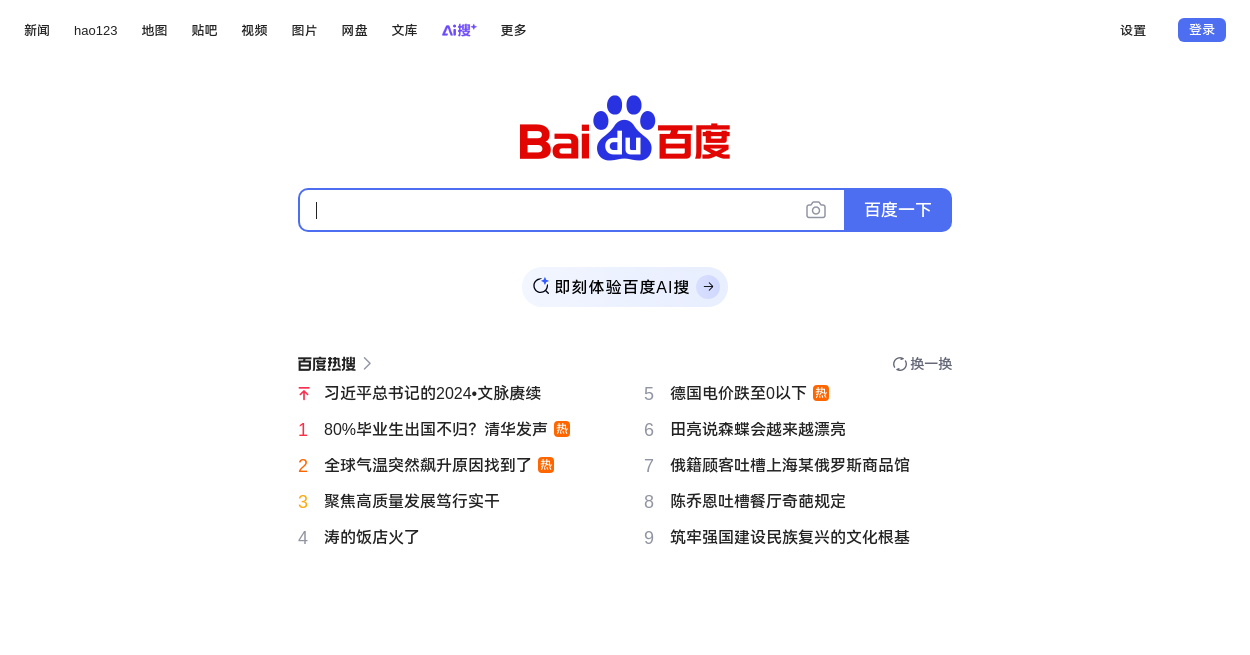 新闻 hao123 地图 贴吧 视频 图片 网盘 文库 Ai搜+ 更多 设置 登录
Bai du 百度
百度一下
即刻体验百度AI搜
百度热搜 换一换
习近平总书记的2024•文脉赓续
1 80%毕业生出国不归？清华发声 热
2 全球气温突然飙升原因找到了 热
3 聚焦高质量发展笃行实干
4 涛的饭店火了
5 德国电价跌至0以下 热
6 田亮说森蝶会越来越漂亮
7 俄籍顾客吐槽上海某俄罗斯商品馆
8 陈乔恩吐槽餐厅奇葩规定
9 筑牢强国建设民族复兴的文化根基